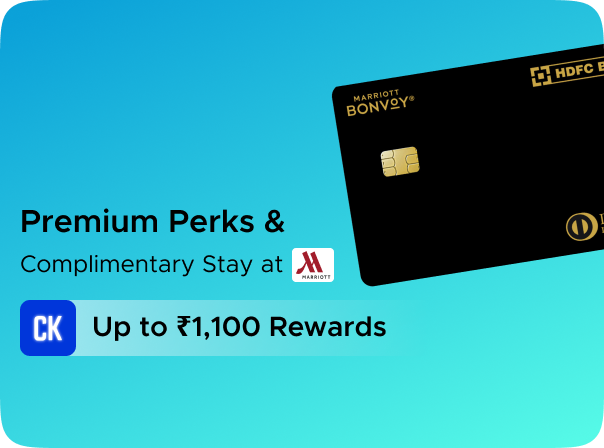 MARRIOTT
BONVOY®
HDFC
Premium Perks &
Complimentary Stay at
MARRIOTT
CK
Up to ₹1,100 Rewards